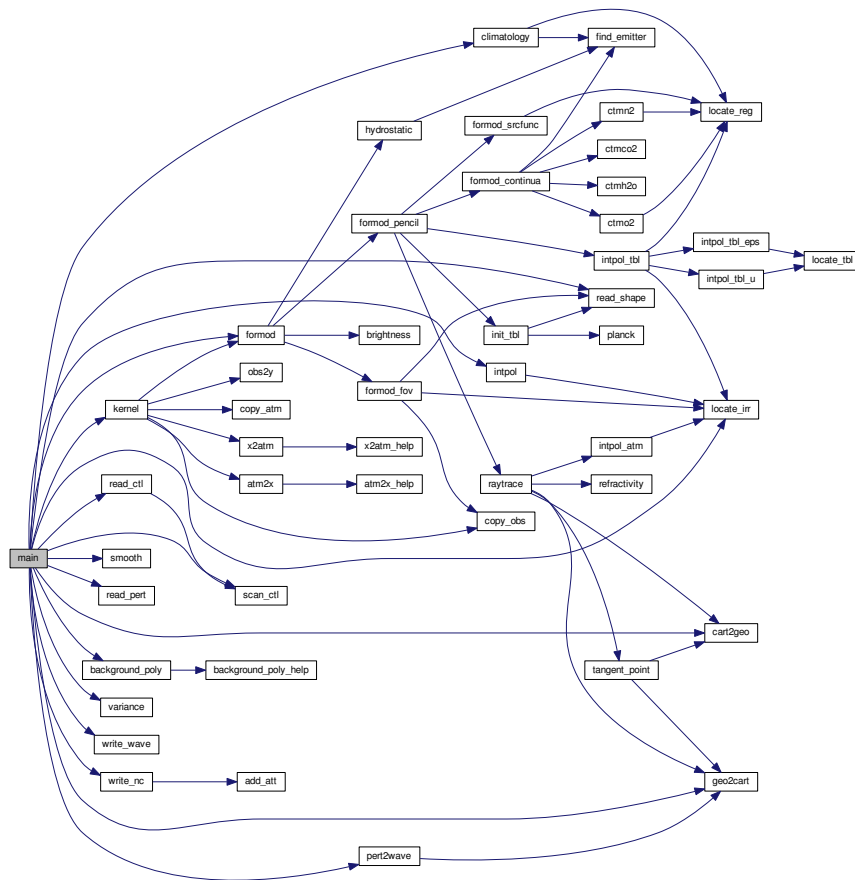 climatology
find_emitter
locate_reg
ctmn2
formod_srcfunc
hydrostatic
ctmco2
formod_continua
ctmh2o
formod_pencil
ctmo2
intpol_tbl_eps
intpol_tbl
locate_tbl
intpol_tbl_u
read_shape
formod
brightness
init_tbl
planck
obs2y
intpol
formod_fov
kernel
copy_atm
locate_irr
x2atm
x2atm_help
intpol_atm
read_ctl
atm2x
atm2x_help
raytrace
refractivity
copy_obs
main
smooth
read_pert
scan_ctl
cart2geo
background_poly
background_poly_help
tangent_point
variance
write_wave
write_nc
add_att
geo2cart
pert2wave